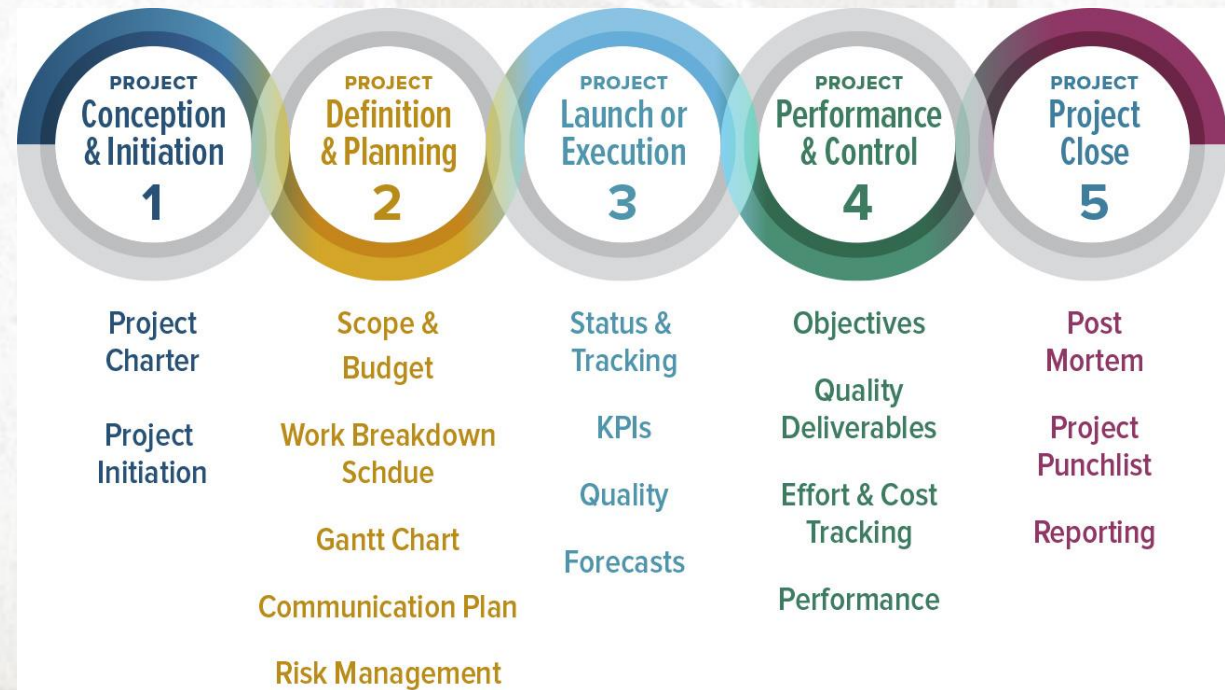 PROJECT
Conception
& Initiation
1
PROJECT
Definition
& Planning
2
PROJECT
Launch or
Execution
3
PROJECT
Performance
& Control
4
PROJECT
Project
Close
5
Project
Charter
Project
Initiation
Scope &
Budget
Work Breakdown
Schdue
Gantt Chart
Communication Plan
Risk Management
Status &
Tracking
KPIs
Quality
Forecasts
Objectives
Quality
Deliverables
Effort & Cost
Tracking
Performance
Post
Mortem
Project
Punchlist
Reporting